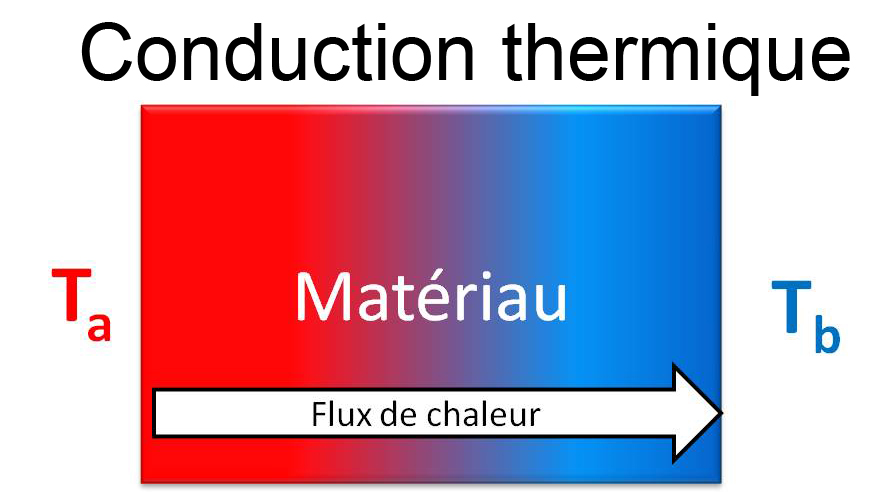 Conduction thermique
Ta
Matériau
Tb
Flux de chaleur